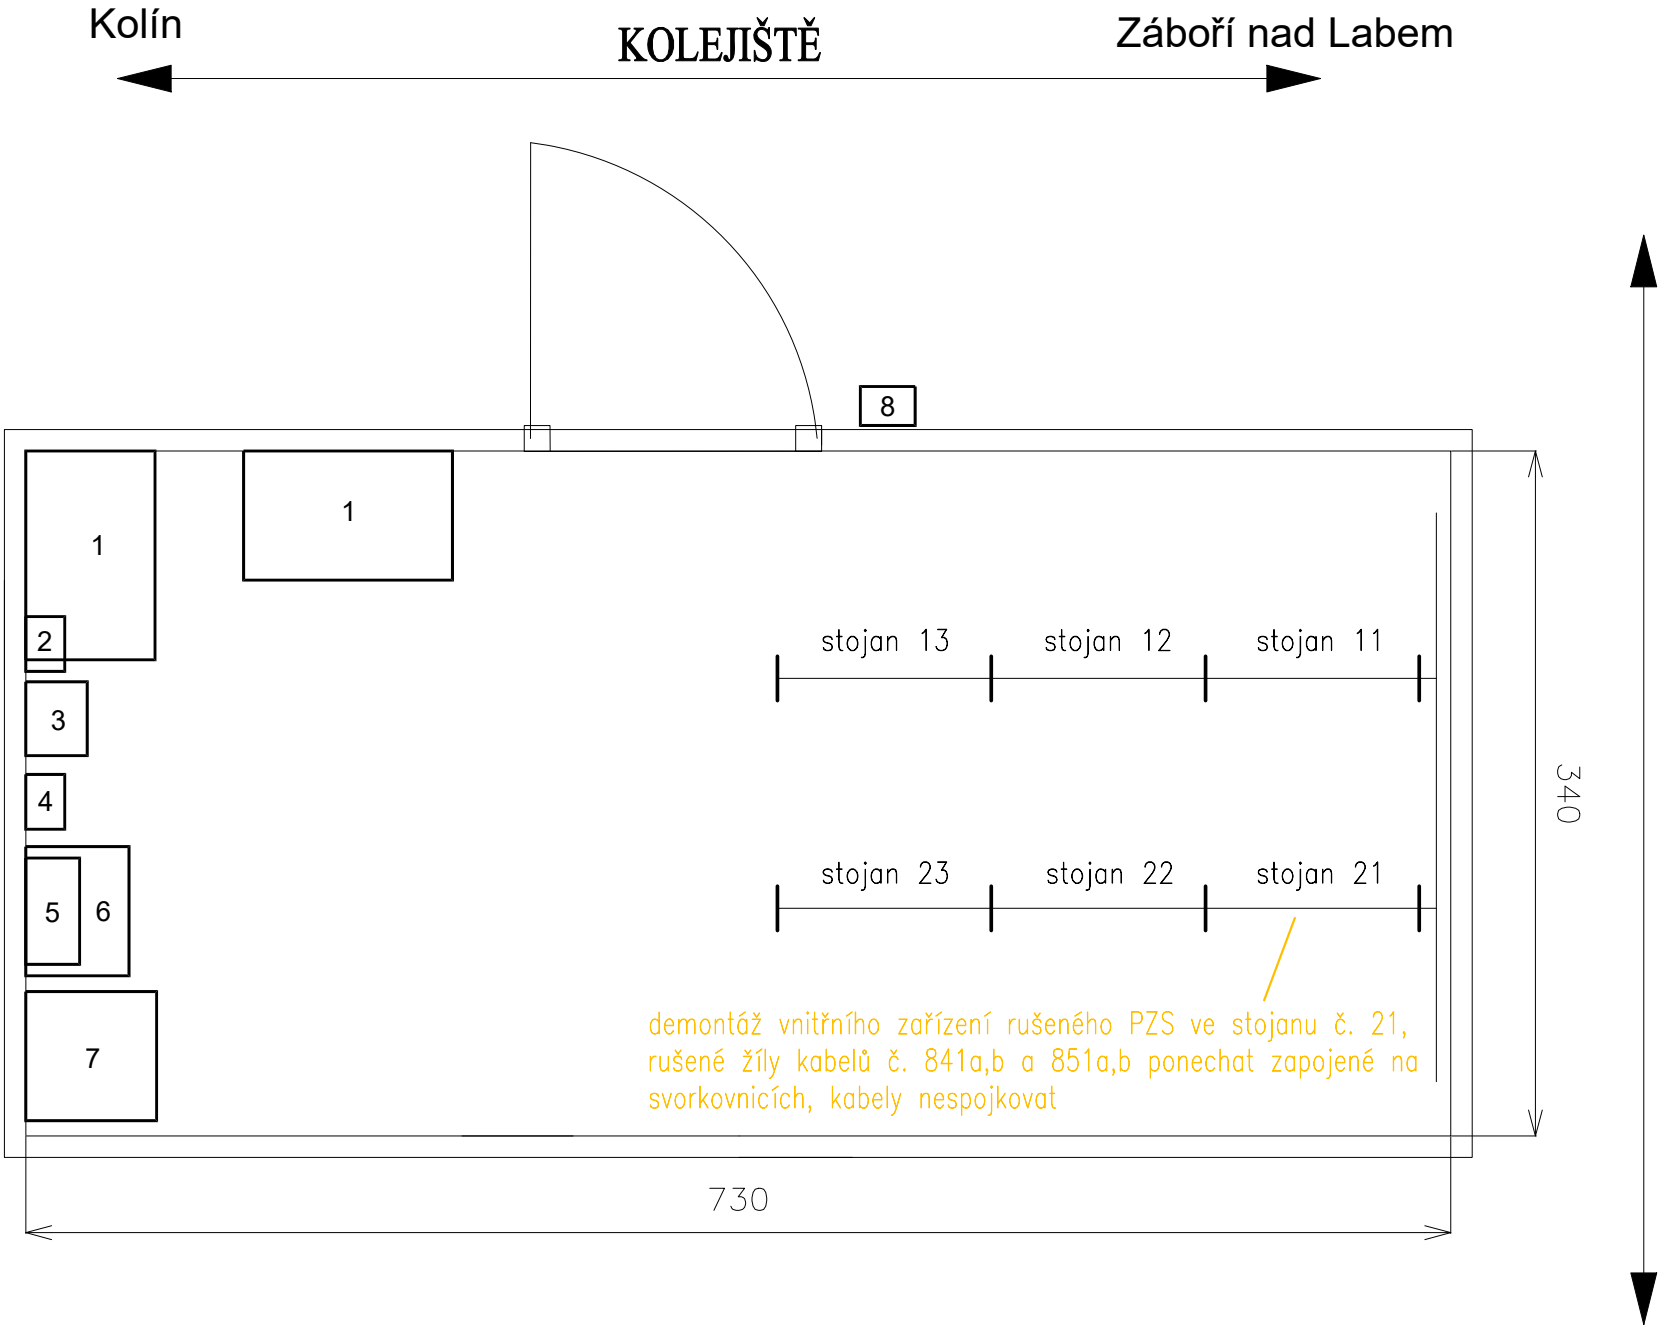 Kolín
KOLEJIŠTĚ
Záboří nad Labem
8
1
1
2
3
4
5
6
7
stojan 13
stojan 12
stojan 11
stojan 23
stojan 22
stojan 21
demontáž vnitřního zařízení rušeného PZS ve stojanu č. 21,
rušené žíly kabelů č. 841a,b a 851a,b ponechat zapojené na
svorkovnicích, kabely nespojkovat
340
730